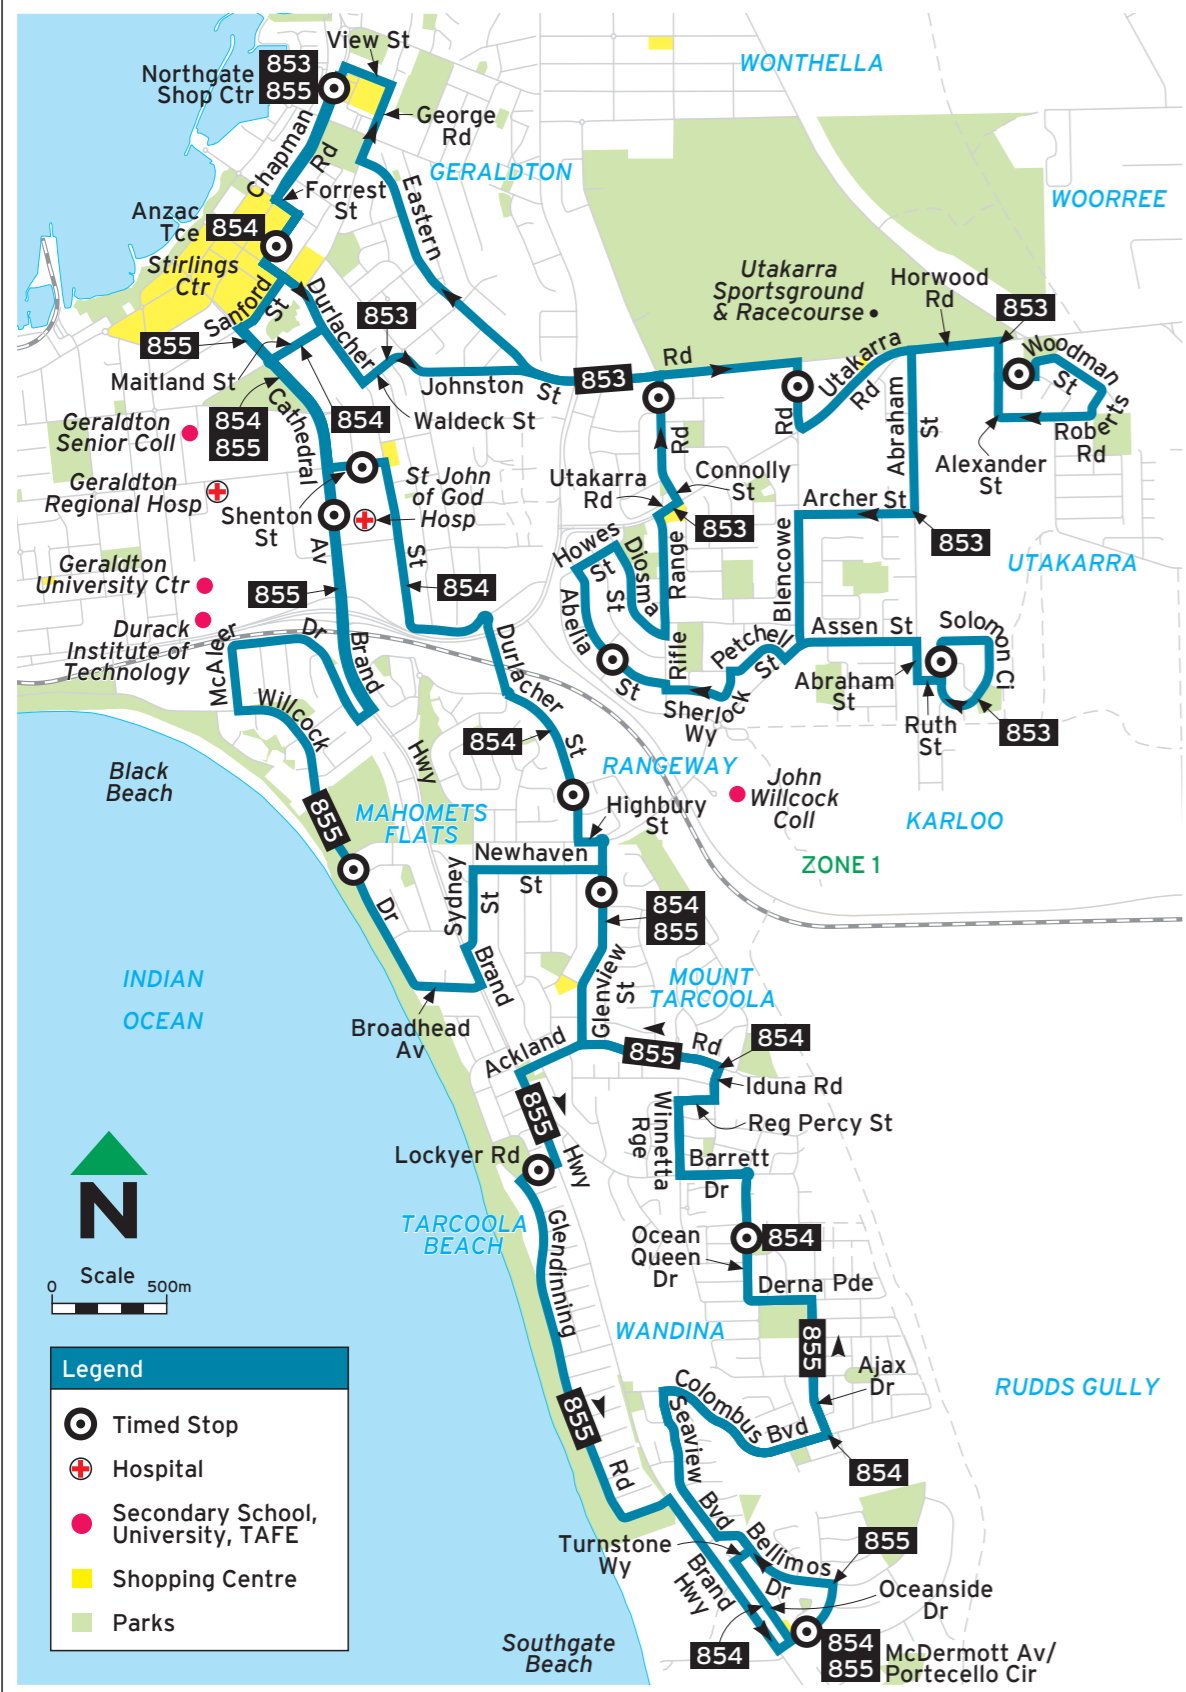 View St
WONTHELLA
Northgate
Shop Ctr
853
855
George
Rd
Chapman
Rd
GERALDTON
Eastern
WOORREE
Forrest
St
Anzac
Tce
854
Stirlings
Ctr
Utakarra
Sportsground
& Racecourse
Horwood
Rd
853
Sanford
St
Durlacher
853
855
Maitland St
Johnston
St
853
Rd
Rd
Utakarra
Rd
Woodman
St
Waldeck St
854
855
854
Cathedral
Geraldton
Senior Coll
Abraham
St
Roberts
Rd
Alexander
St
Geraldton
Regional Hosp
Shenton
St
St John
of God
Hosp
Utakarra
Rd
Rd
Connolly
St
853
Archer St
853
Av
St
Howes
St
Diosma
St
Range
Blencowe
UTAKARRA
Geraldton
University Ctr
855
854
Abelia
St
Assen St
Solomon
Ci
Durack
Institute of
Technology
McAleer
Dr
Brand
Durlacher
St
Rifle
Petchell
St
Abraham
St
Sherlock
Wy
Ruth
St
853
Willcock
Hwy
854
RANGEWAY
John
Willcock
Coll
KARLOO
Black
Beach
855
MAHOMETS
FLATS
Highbury
St
ZONE 1
Newhaven
St
Sydney
St
Dr
854
855
INDIAN
OCEAN
Brand
Glenview
St
MOUNT
TARCOOLA
Broadhead
Av
Ackland
855
Rd
854
Iduna Rd
855
Winnetta
Rge
Reg Percy St
Lockyer Rd
Hwy
Barrett
Dr
N
TARCOOLA
BEACH
Glendinning
Ocean
Queen
Dr
854
Scale
0
500m
Derna Pde
WANDINA
855
Ajax
Dr
RUDDS GULLY
Legend
Timed Stop
Hospital
Secondary School,
University, TAFE
Shopping Centre
Parks
855
Rd
Colombus
Bvd
Seaview
Bvd
854
Turnstone
Wy
Bellimos
Dr
855
Brand
Hwy
Oceanside
Dr
854
854
855
McDermott Av/
Portecello Cir
Southgate
Beach